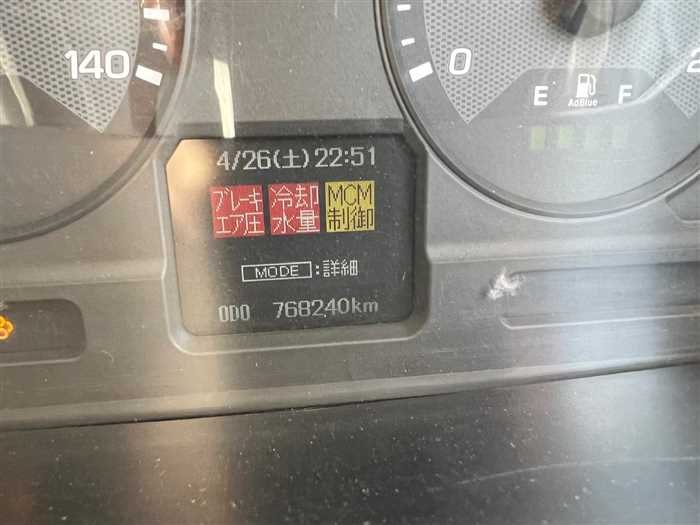 140
0
E AdBlue F
4/26(土)22:51
ブレーキ 冷却 MCM
エア圧 水量 制御
MODE :詳細
ODO 768240km